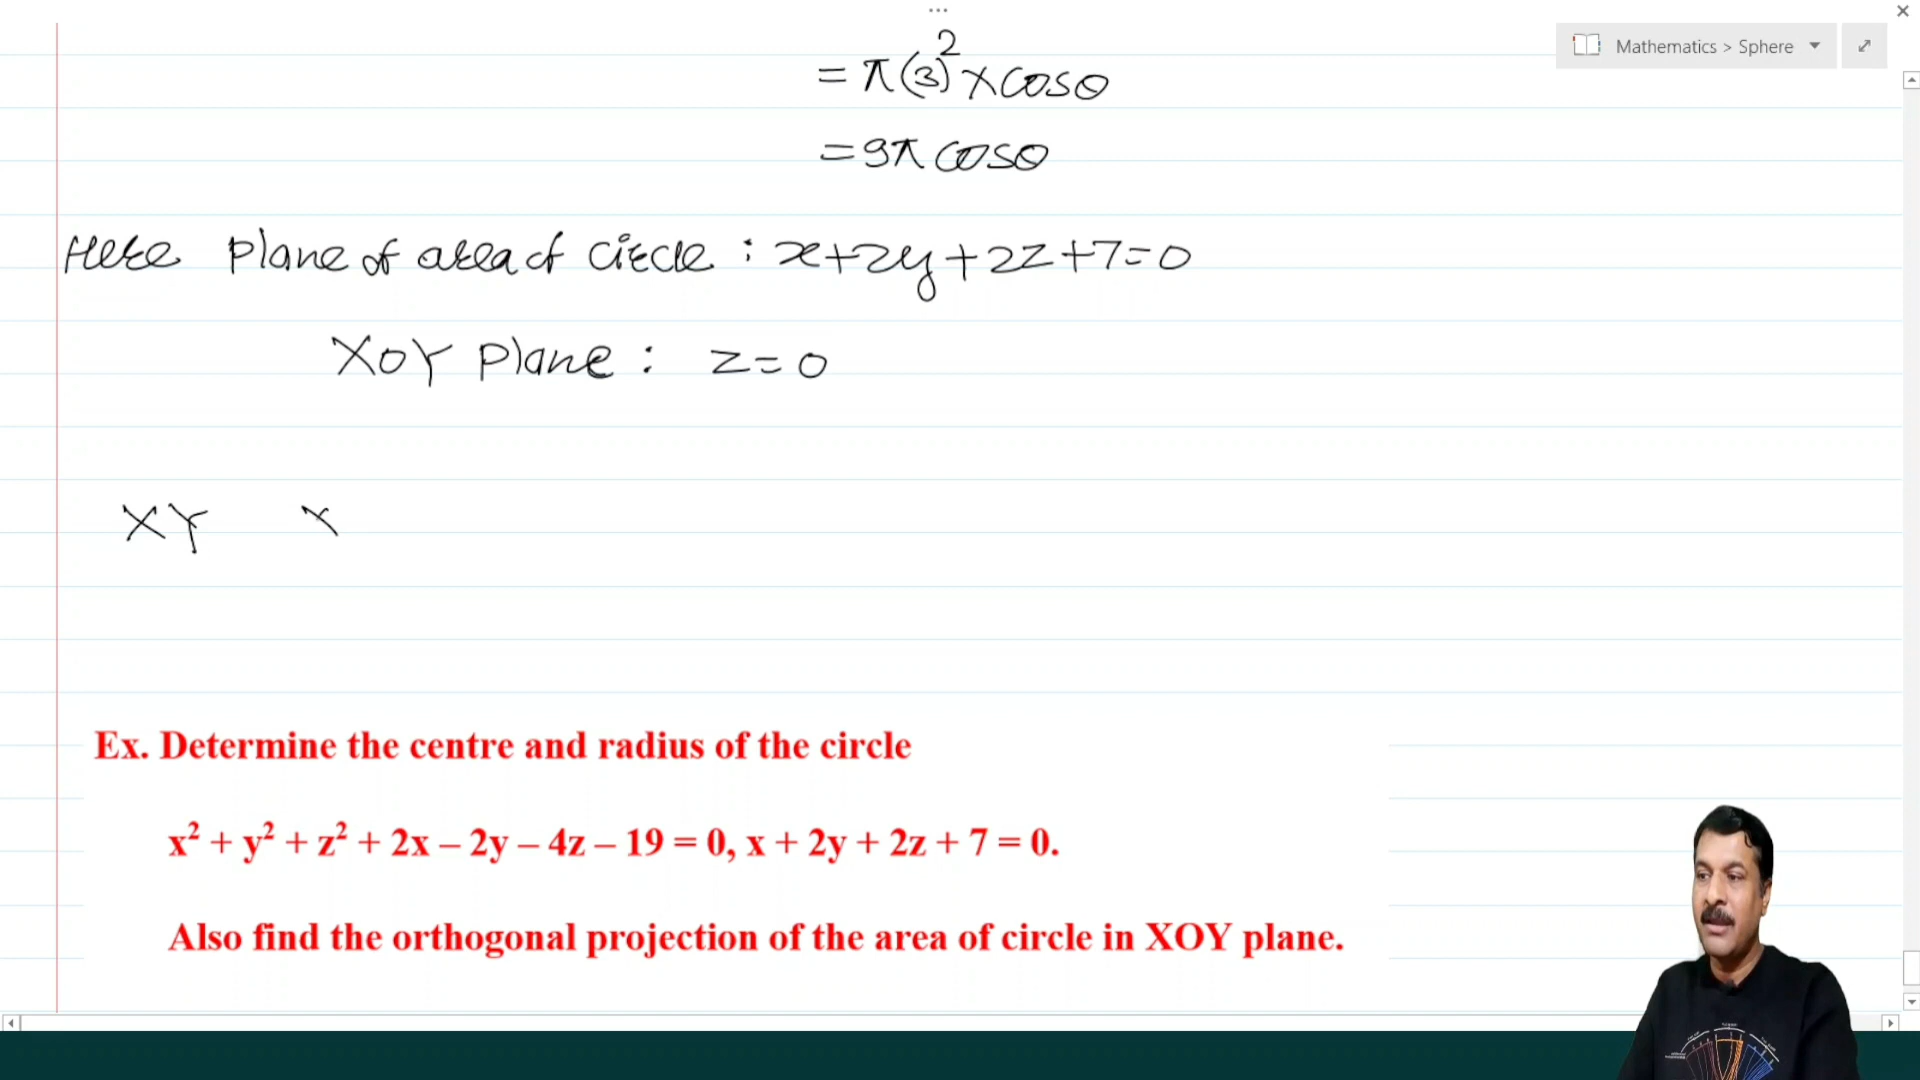 Mathematics > Sphere
= π(3)² × cosθ
= 9π cosθ
Here plane of area of circle : x+2y+2z+7=0
XOY plane : z=0
XY x
Ex. Determine the centre and radius of the circle
x² + y² + z² + 2x – 2y – 4z – 19 = 0, x + 2y + 2z + 7 = 0.
Also find the orthogonal projection of the area of circle in XOY plane.